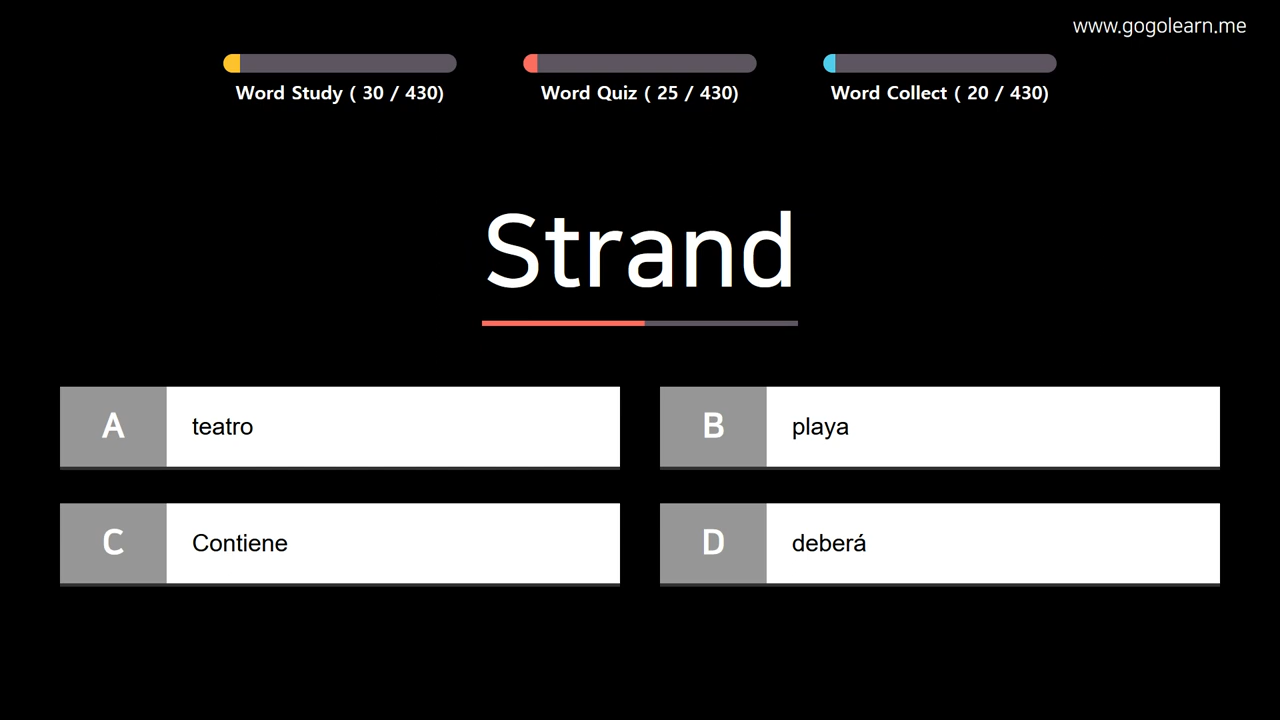 www.gogolearn.me
Word Study ( 30 / 430)
Word Quiz ( 25 / 430)
Word Collect ( 20 / 430)
Strand
A teatro
B playa
C Contiene
D deberá